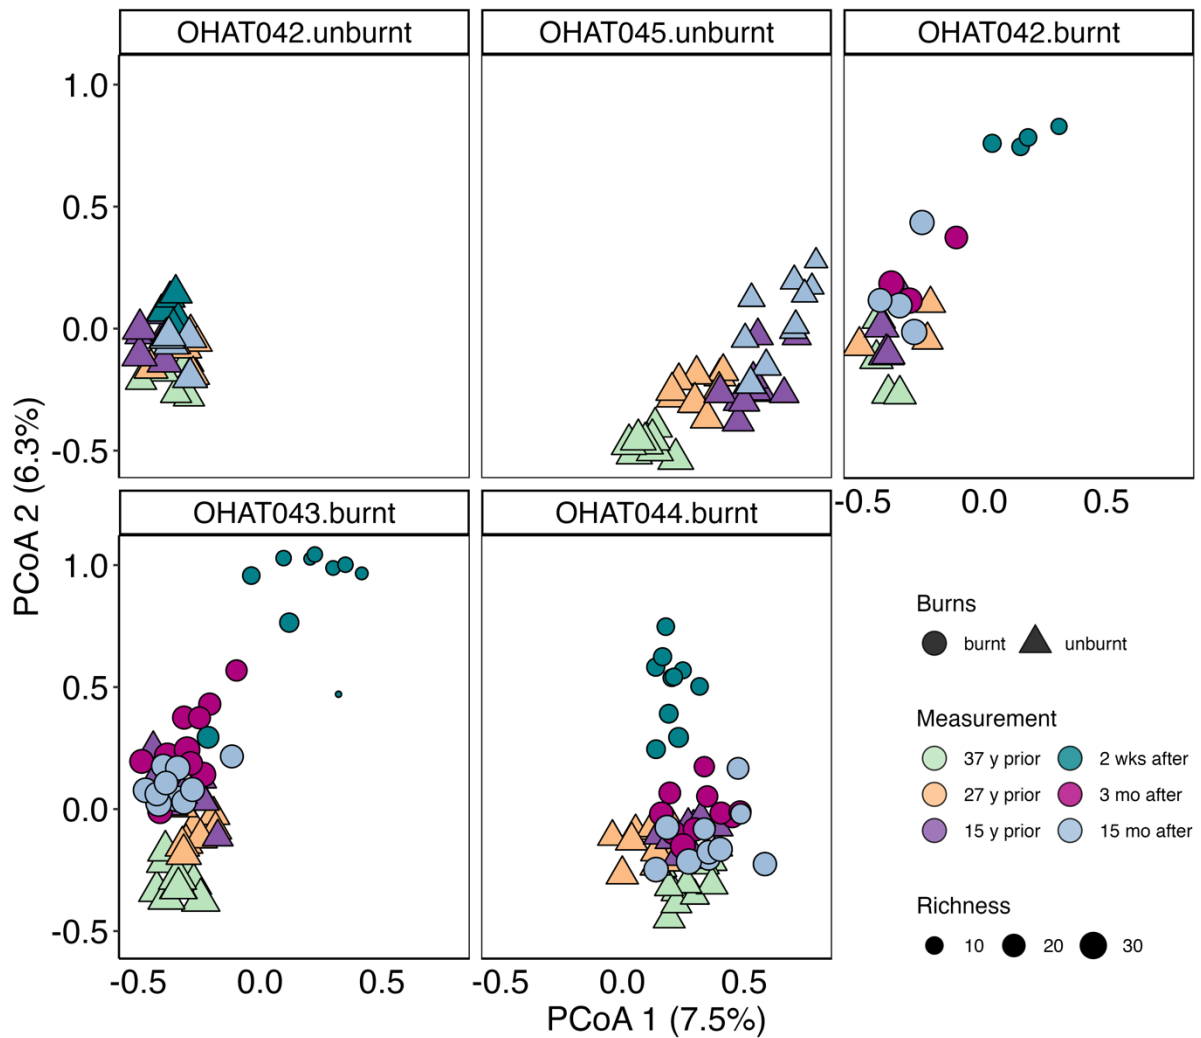 OHAT042.unburnt
OHAT045.unburnt
OHAT042.burnt
1.0
0.5
0.0
-0.5
-0.5 0.0 0.5
OHAT043.burnt
OHAT044.burnt
1.0
0.5
0.0
-0.5
-0.5 0.0 0.5
-0.5 0.0 0.5
PCoA 2 (6.3%)
PCoA 1 (7.5%)
Burns
burnt unburnt
Measurement
37 y prior 2 wks after
27 y prior 3 mo after
15 y prior 15 mo after
Richness
10 20 30